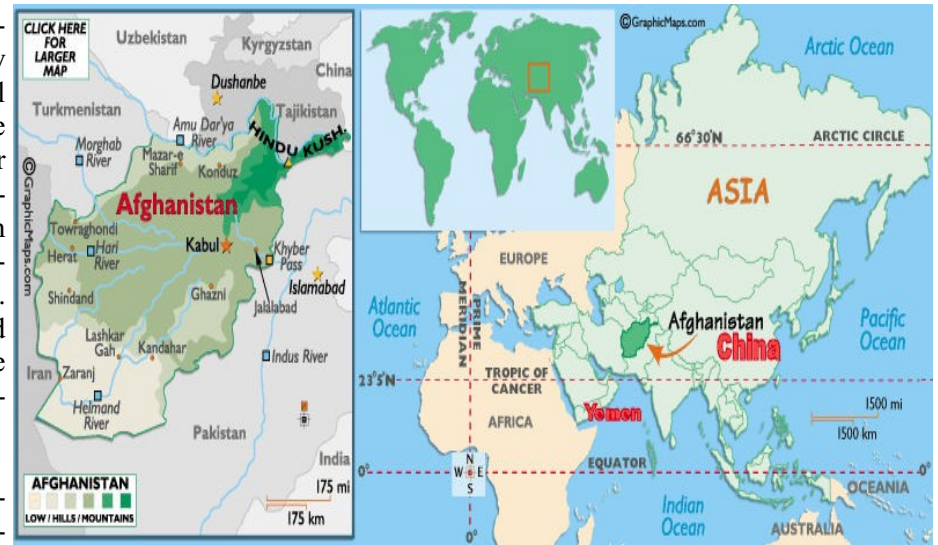 CLICK HERE
FOR
LARGER
MAP
Uzbekistan
Kyrgyzstan
China
Dushanbe
Turkmenistan
Tajikistan
Amu Dar'ya
River
HINDU KUSH.
Morghab
River
Mazar-e
Sharif
Konduz
©GraphicMaps.com
Afghanistan
Towraghondi
Hari
River
Herat
Kabul
Khyber
Pass
Islamabad
Jalalabad
Shindand
Ghazni
Lashkar
Gah
Kandahar
Indus River
Iran
Zaranj
Helmand
River
Pakistan
India
AFGHANISTAN
LOW / HILLS / MOUNTAINS
175 mi
175 km
©GraphicMaps.com
Arctic Ocean
66°30'N
ARCTIC CIRCLE
ASIA
EUROPE
Atlantic
Ocean
PRIME
MERIDIAN
Afghanistan
China
Pacific
Ocean
23°5'N
TROPIC OF
CANCER
Yemen
AFRICA
1500 mi
1500 km
EQUATOR
N
W E
S
0°
0°
0°
OCEANIA
Indian
Ocean
AUSTRALIA